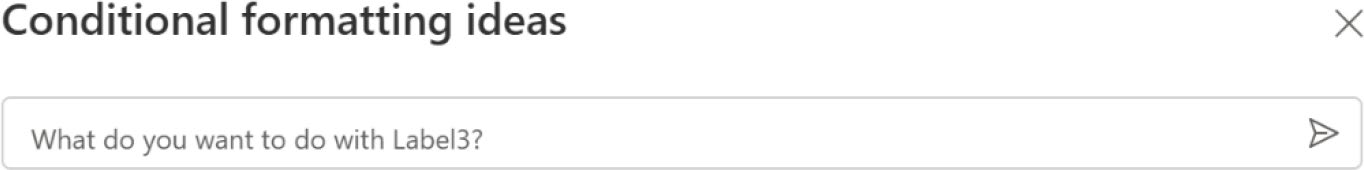 Conditional formatting ideas
What do you want to do with Label3?